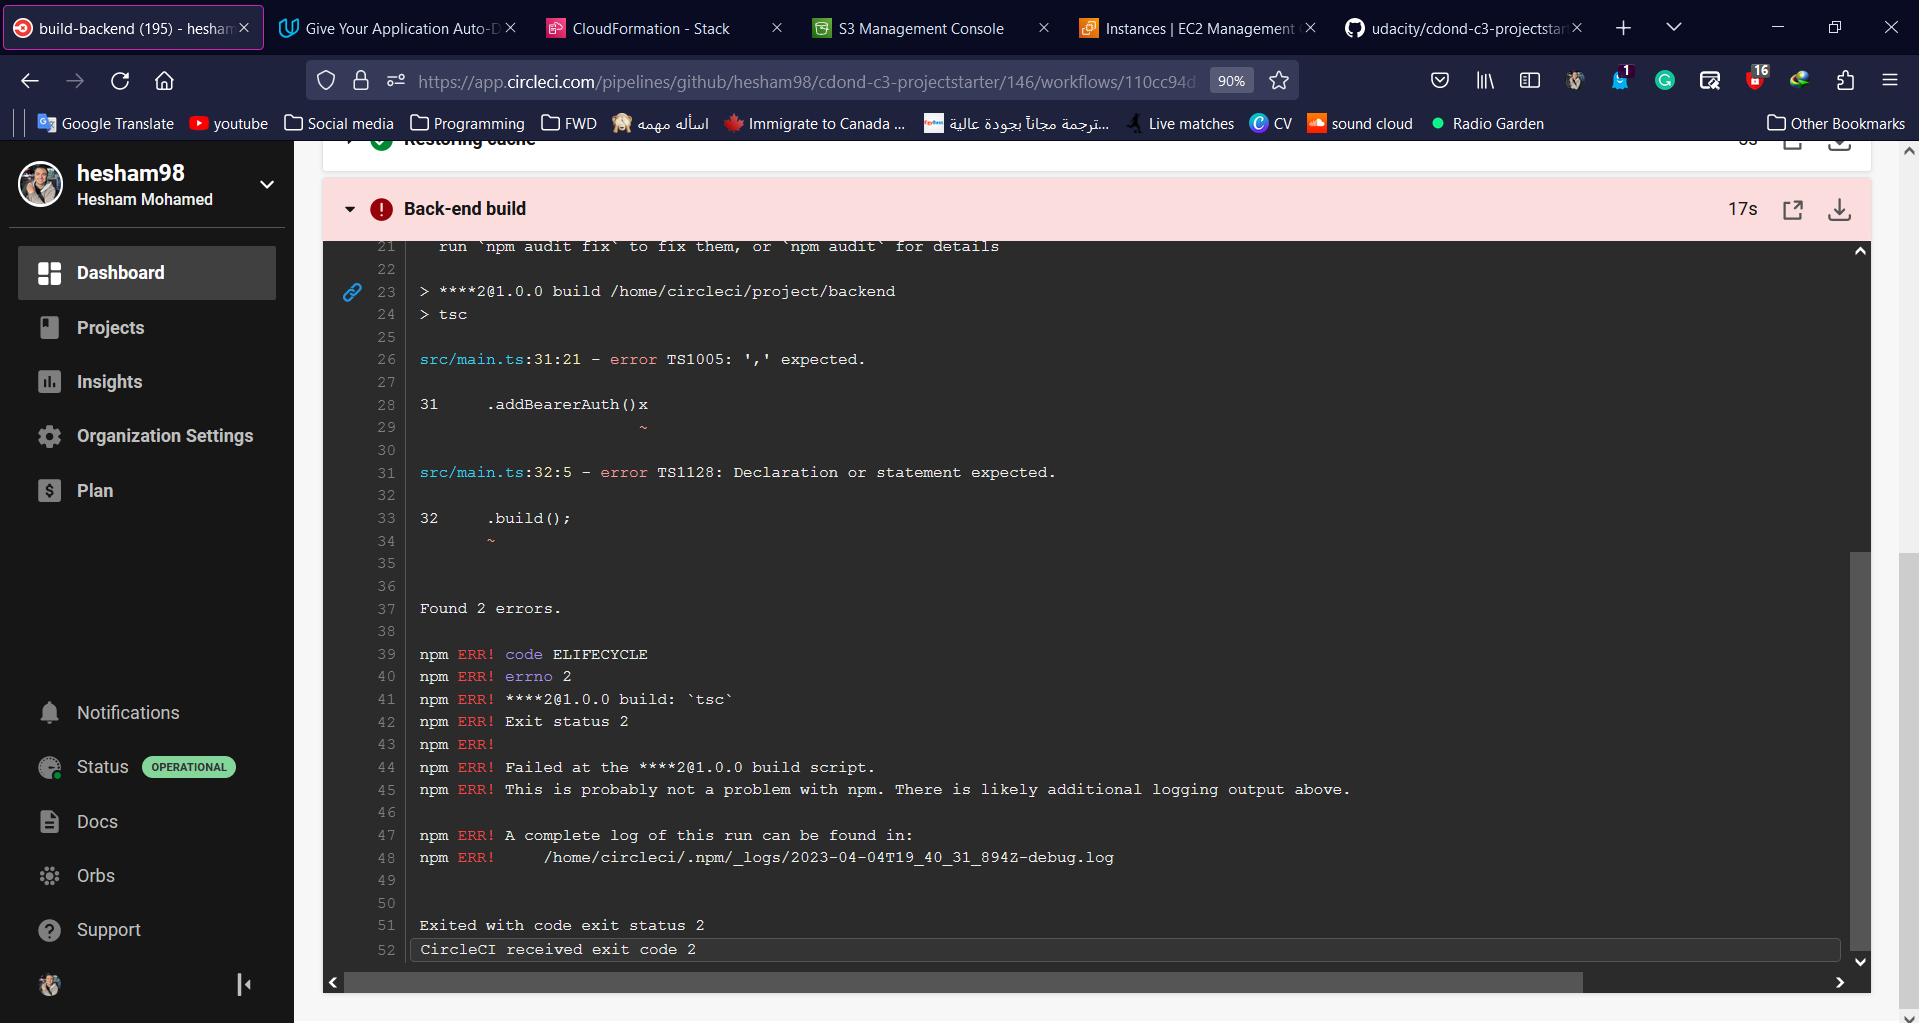 build-backend (195) - hesham
Give Your Application Auto-D
CloudFormation - Stack
S3 Management Console
Instances | EC2 Management C
udacity/cdond-c3-projectstar
https://app.circleci.com/pipelines/github/hesham98/cdond-c3-projectstarter/146/workflows/110cc94d
90%
1
16
Google Translate
youtube
Social media
Programming
FWD
اسأله مهمه
Immigrate to Canada ...
ترجمة مجاناً بجودة عالية...
Live matches
CV
sound cloud
Radio Garden
Other Bookmarks
hesham98
Hesham Mohamed
Dashboard
Projects
Insights
Organization Settings
Plan
Notifications
Status OPERATIONAL
Docs
Orbs
Support
Restoring cache
Back-end build 17s
21 run `npm audit fix` to fix them, or `npm audit` for details
22
23 > ****2@1.0.0 build /home/circleci/project/backend
24 > tsc
25
26 src/main.ts:31:21 - error TS1005: ',' expected.
27
28 31 .addBearerAuth()x
29 ~
30
31 src/main.ts:32:5 - error TS1128: Declaration or statement expected.
32
33 32 .build();
34 ~
35
36
37 Found 2 errors.
38
39 npm ERR! code ELIFECYCLE
40 npm ERR! errno 2
41 npm ERR! ****2@1.0.0 build: `tsc`
42 npm ERR! Exit status 2
43 npm ERR!
44 npm ERR! Failed at the ****2@1.0.0 build script.
45 npm ERR! This is probably not a problem with npm. There is likely additional logging output above.
46
47 npm ERR! A complete log of this run can be found in:
48 npm ERR! /home/circleci/.npm/_logs/2023-04-04T19_40_31_894Z-debug.log
49
50
51 Exited with code exit status 2
52 CircleCI received exit code 2